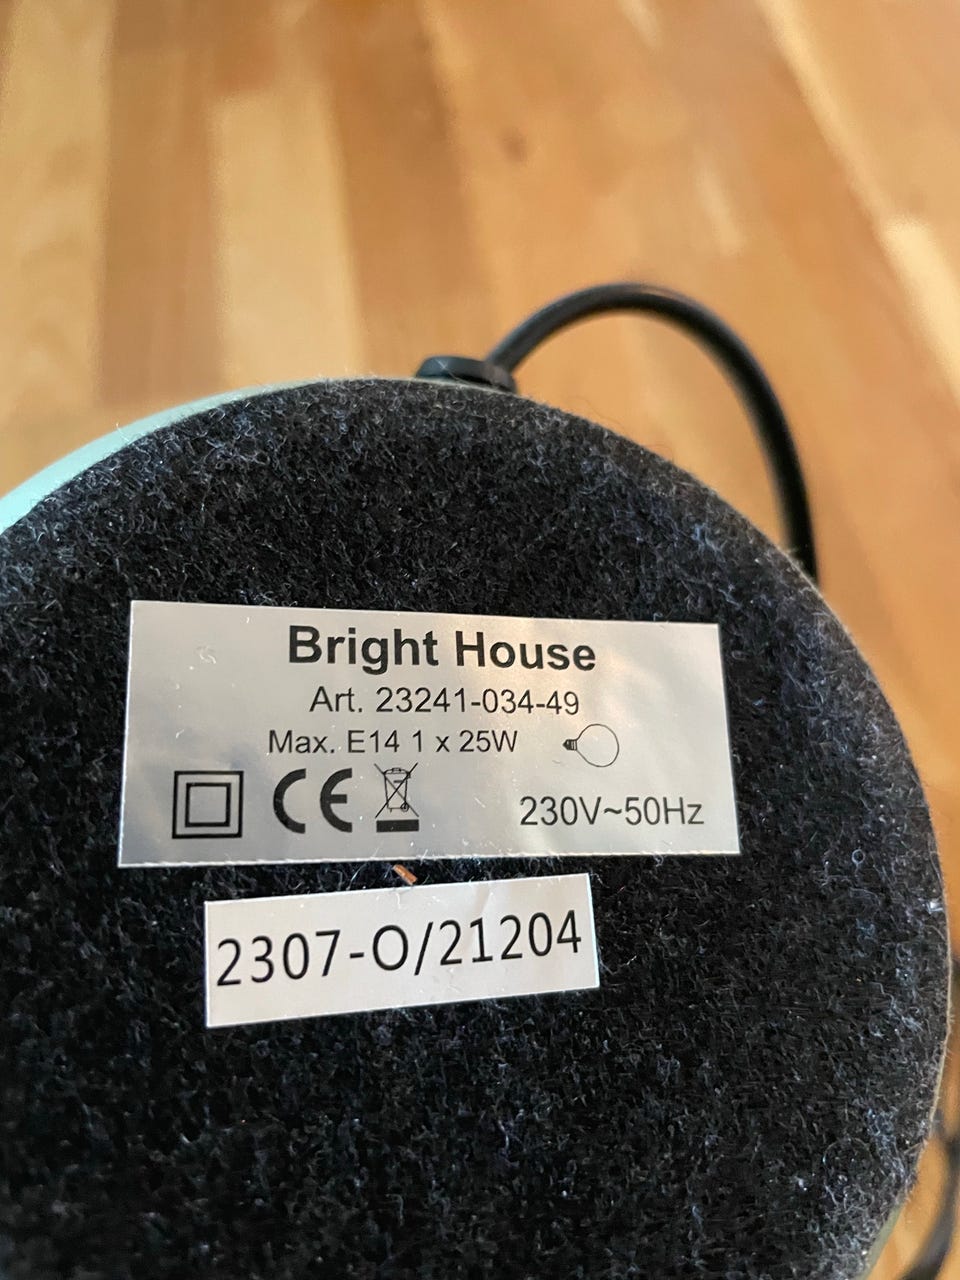 Bright House
Art. 23241-034-49
Max. E14 1 x 25W
CE
230V~50Hz
2307-O/21204